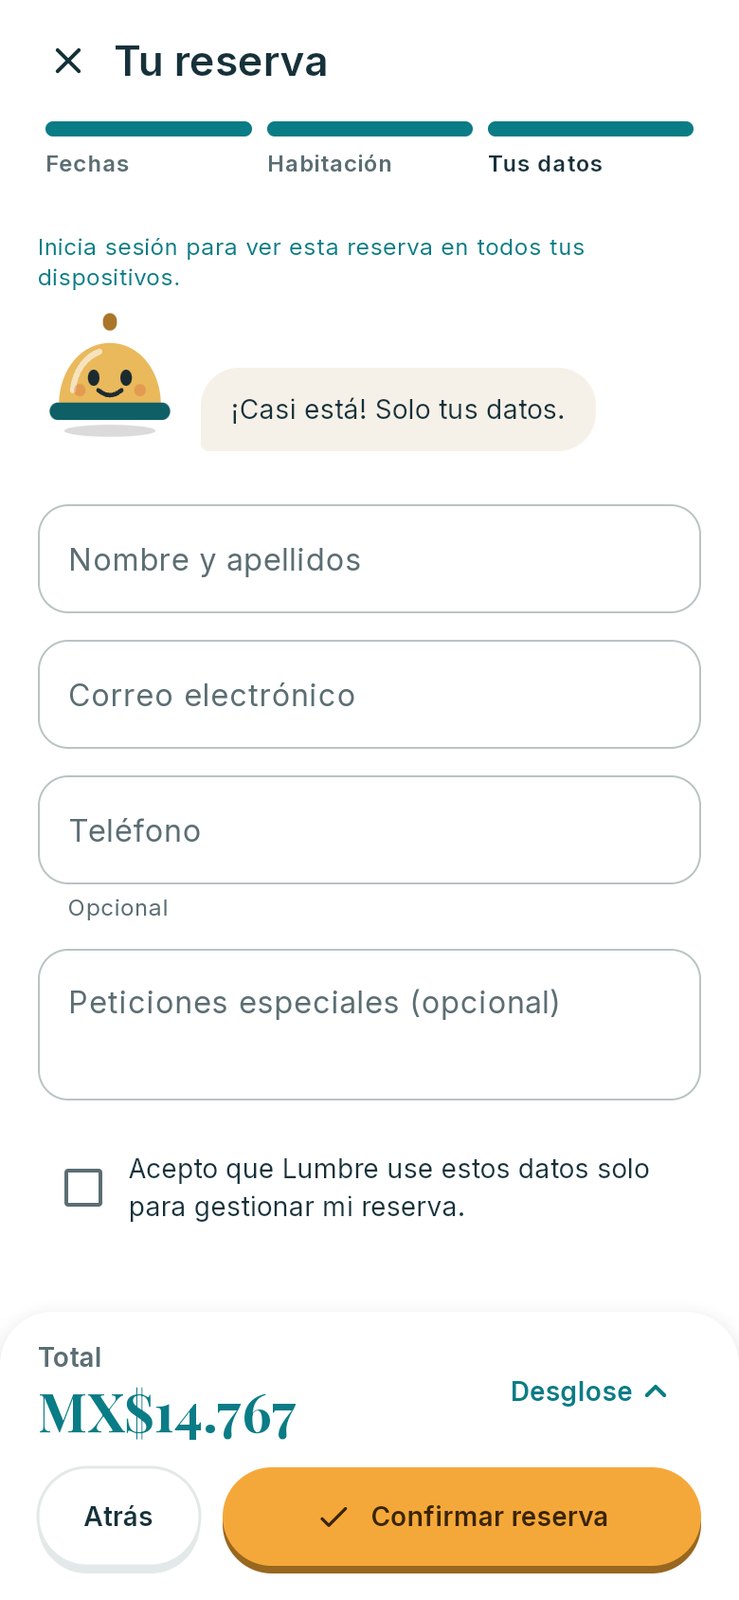 Tu reserva
Fechas
Habitación
Tus datos
Inicia sesión para ver esta reserva en todos tus
dispositivos.
¡Casi está! Solo tus datos.
Nombre y apellidos
Correo electrónico
Teléfono
Opcional
Peticiones especiales (opcional)
Acepto que Lumbre use estos datos solo
para gestionar mi reserva.
Total
MX$14.767
Desglose
Atrás
Confirmar reserva